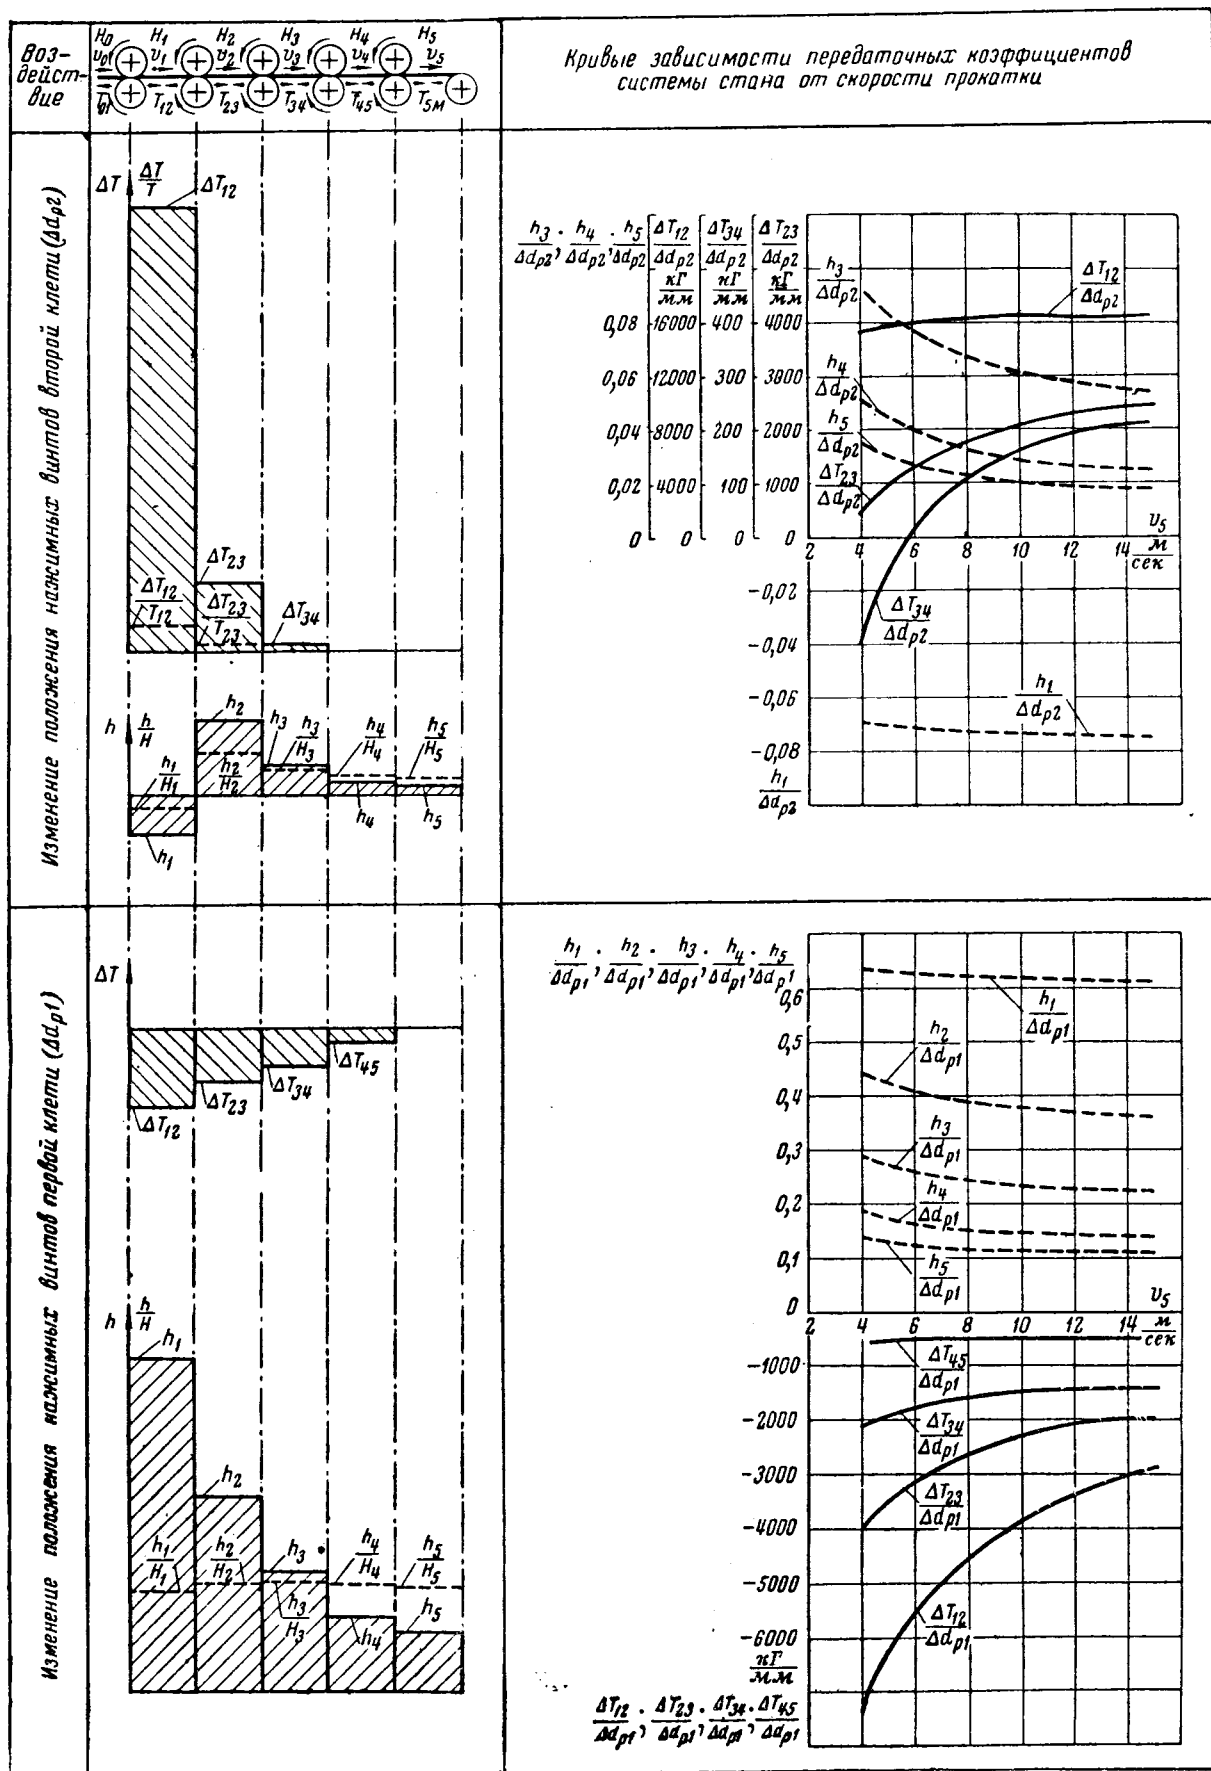 Воз-
дейст-
вие
H₀ H₁ H₂ H₃ H₄ H₅
v₀ v₁ v₂ v₃ v₄ v₅
T₀₁ T₁₂ T₂₃ T₃₄ T₄₅ T₅ₘ
Кривые зависимости передаточных коэффициентов
системы стана от скорости прокатки
Изменение положения нажимных винтов второй клети (Δdₚ₂)
ΔT ΔT/T ΔT₁₂
ΔT₂₃
ΔT₁₂/T₁₂ ΔT₂₃/T₂₃ ΔT₃₄
h h/H h₂
h₃ h₃/H₃ h₄/H₄ h₅/H₅
h₁/H₁ h₂/H₂
h₄ h₅
h₁
h₃/Δdₚ₂, h₄/Δdₚ₂, h₅/Δdₚ₂ ΔT₁₂/Δdₚ₂ ΔT₃₄/Δdₚ₂ ΔT₂₃/Δdₚ₂
кГ/мм кГ/мм кГ/мм
0,08 16000 400 4000
0,06 12000 300 3000
0,04 8000 200 2000
0,02 4000 100 1000
0 0 0 0
h₃/Δdₚ₂
ΔT₁₂/Δdₚ₂
h₄/Δdₚ₂
h₅/Δdₚ₂
ΔT₂₃/Δdₚ₂
2 4 6 8 10 12 14 v₅ м/сек
-0,02
ΔT₃₄/Δdₚ₂
-0,04
-0,06
h₁/Δdₚ₂
-0,08
h₁/Δdₚ₂
Изменение положения нажимных винтов первой клети (Δdₚ₁)
ΔT
ΔT₄₅
ΔT₃₄
ΔT₂₃
ΔT₁₂
h h/H h₁
h₂
h₁/H₁ h₂/H₂ h₃ h₄/H₄ h₅/H₅
h₃/H₃
h₄ h₅
h₁/Δdₚ₁, h₂/Δdₚ₁, h₃/Δdₚ₁, h₄/Δdₚ₁, h₅/Δdₚ₁
0,6
h₁/Δdₚ₁
0,5
h₂/Δdₚ₁
0,4
h₃/Δdₚ₁
0,3
0,2
h₄/Δdₚ₁
0,1
h₅/Δdₚ₁
0
2 4 6 8 10 12 14 v₅ м/сек
-1000
ΔT₄₅/Δdₚ₁
-2000
ΔT₃₄/Δdₚ₁
-3000
ΔT₂₃/Δdₚ₁
-4000
-5000
ΔT₁₂/Δdₚ₁
-6000
кГ/мм
ΔT₁₂/Δdₚ₁, ΔT₂₃/Δdₚ₁, ΔT₃₄/Δdₚ₁, ΔT₄₅/Δdₚ₁